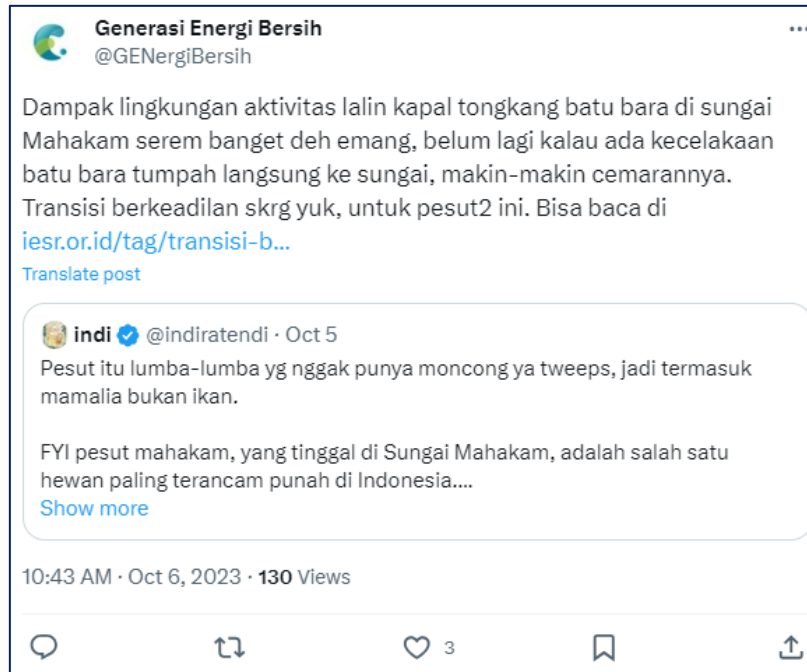 Generasi Energi Bersih
@GENergiBersih
Dampak lingkungan aktivitas lalin kapal tongkang batu bara di sungai
Mahakam serem banget deh emang, belum lagi kalau ada kecelakaan
batu bara tumpah langsung ke sungai, makin-makin cemarannya.
Transisi berkeadilan skrg yuk, untuk pesut2 ini. Bisa baca di
iesr.or.id/tag/transisi-b...
Translate post
indi @indiratendi · Oct 5
Pesut itu lumba-lumba yg nggak punya moncong ya tweeps, jadi termasuk
mamalia bukan ikan.
FYI pesut mahakam, yang tinggal di Sungai Mahakam, adalah salah satu
hewan paling terancam punah di Indonesia....
Show more
10:43 AM · Oct 6, 2023 · 130 Views
3